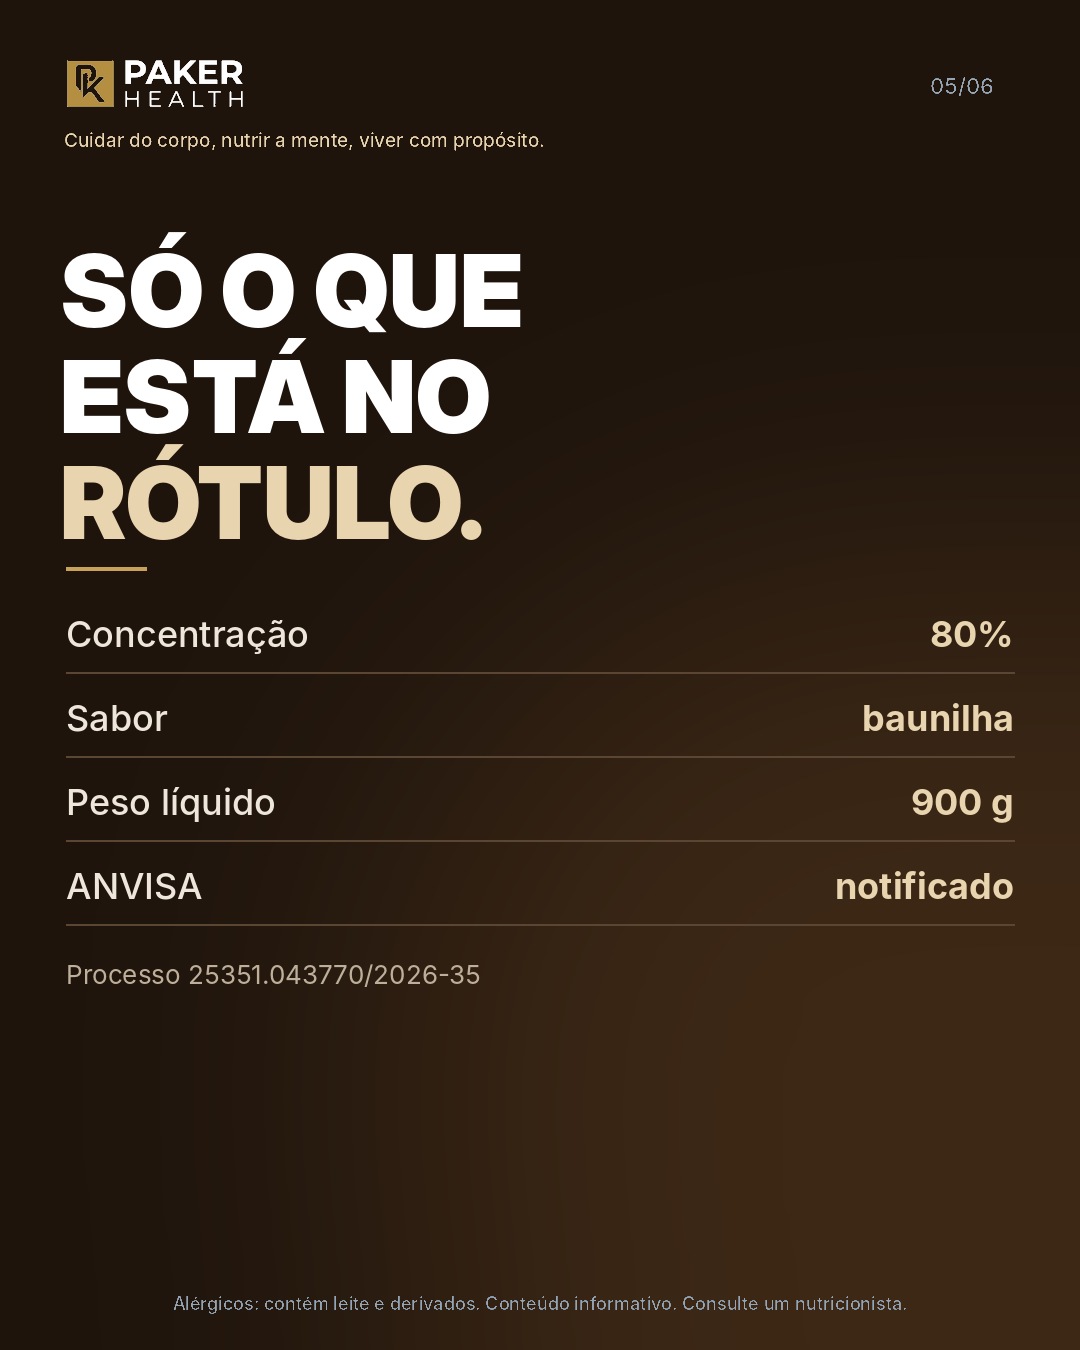 PAKER
HEALTH
05/06
Cuidar do corpo, nutrir a mente, viver com propósito.
SÓ O QUE
ESTÁ NO
RÓTULO.
Concentração 80%
Sabor baunilha
Peso líquido 900 g
ANVISA notificado
Processo 25351.043770/2026-35
Alérgicos: contém leite e derivados. Conteúdo informativo. Consulte um nutricionista.